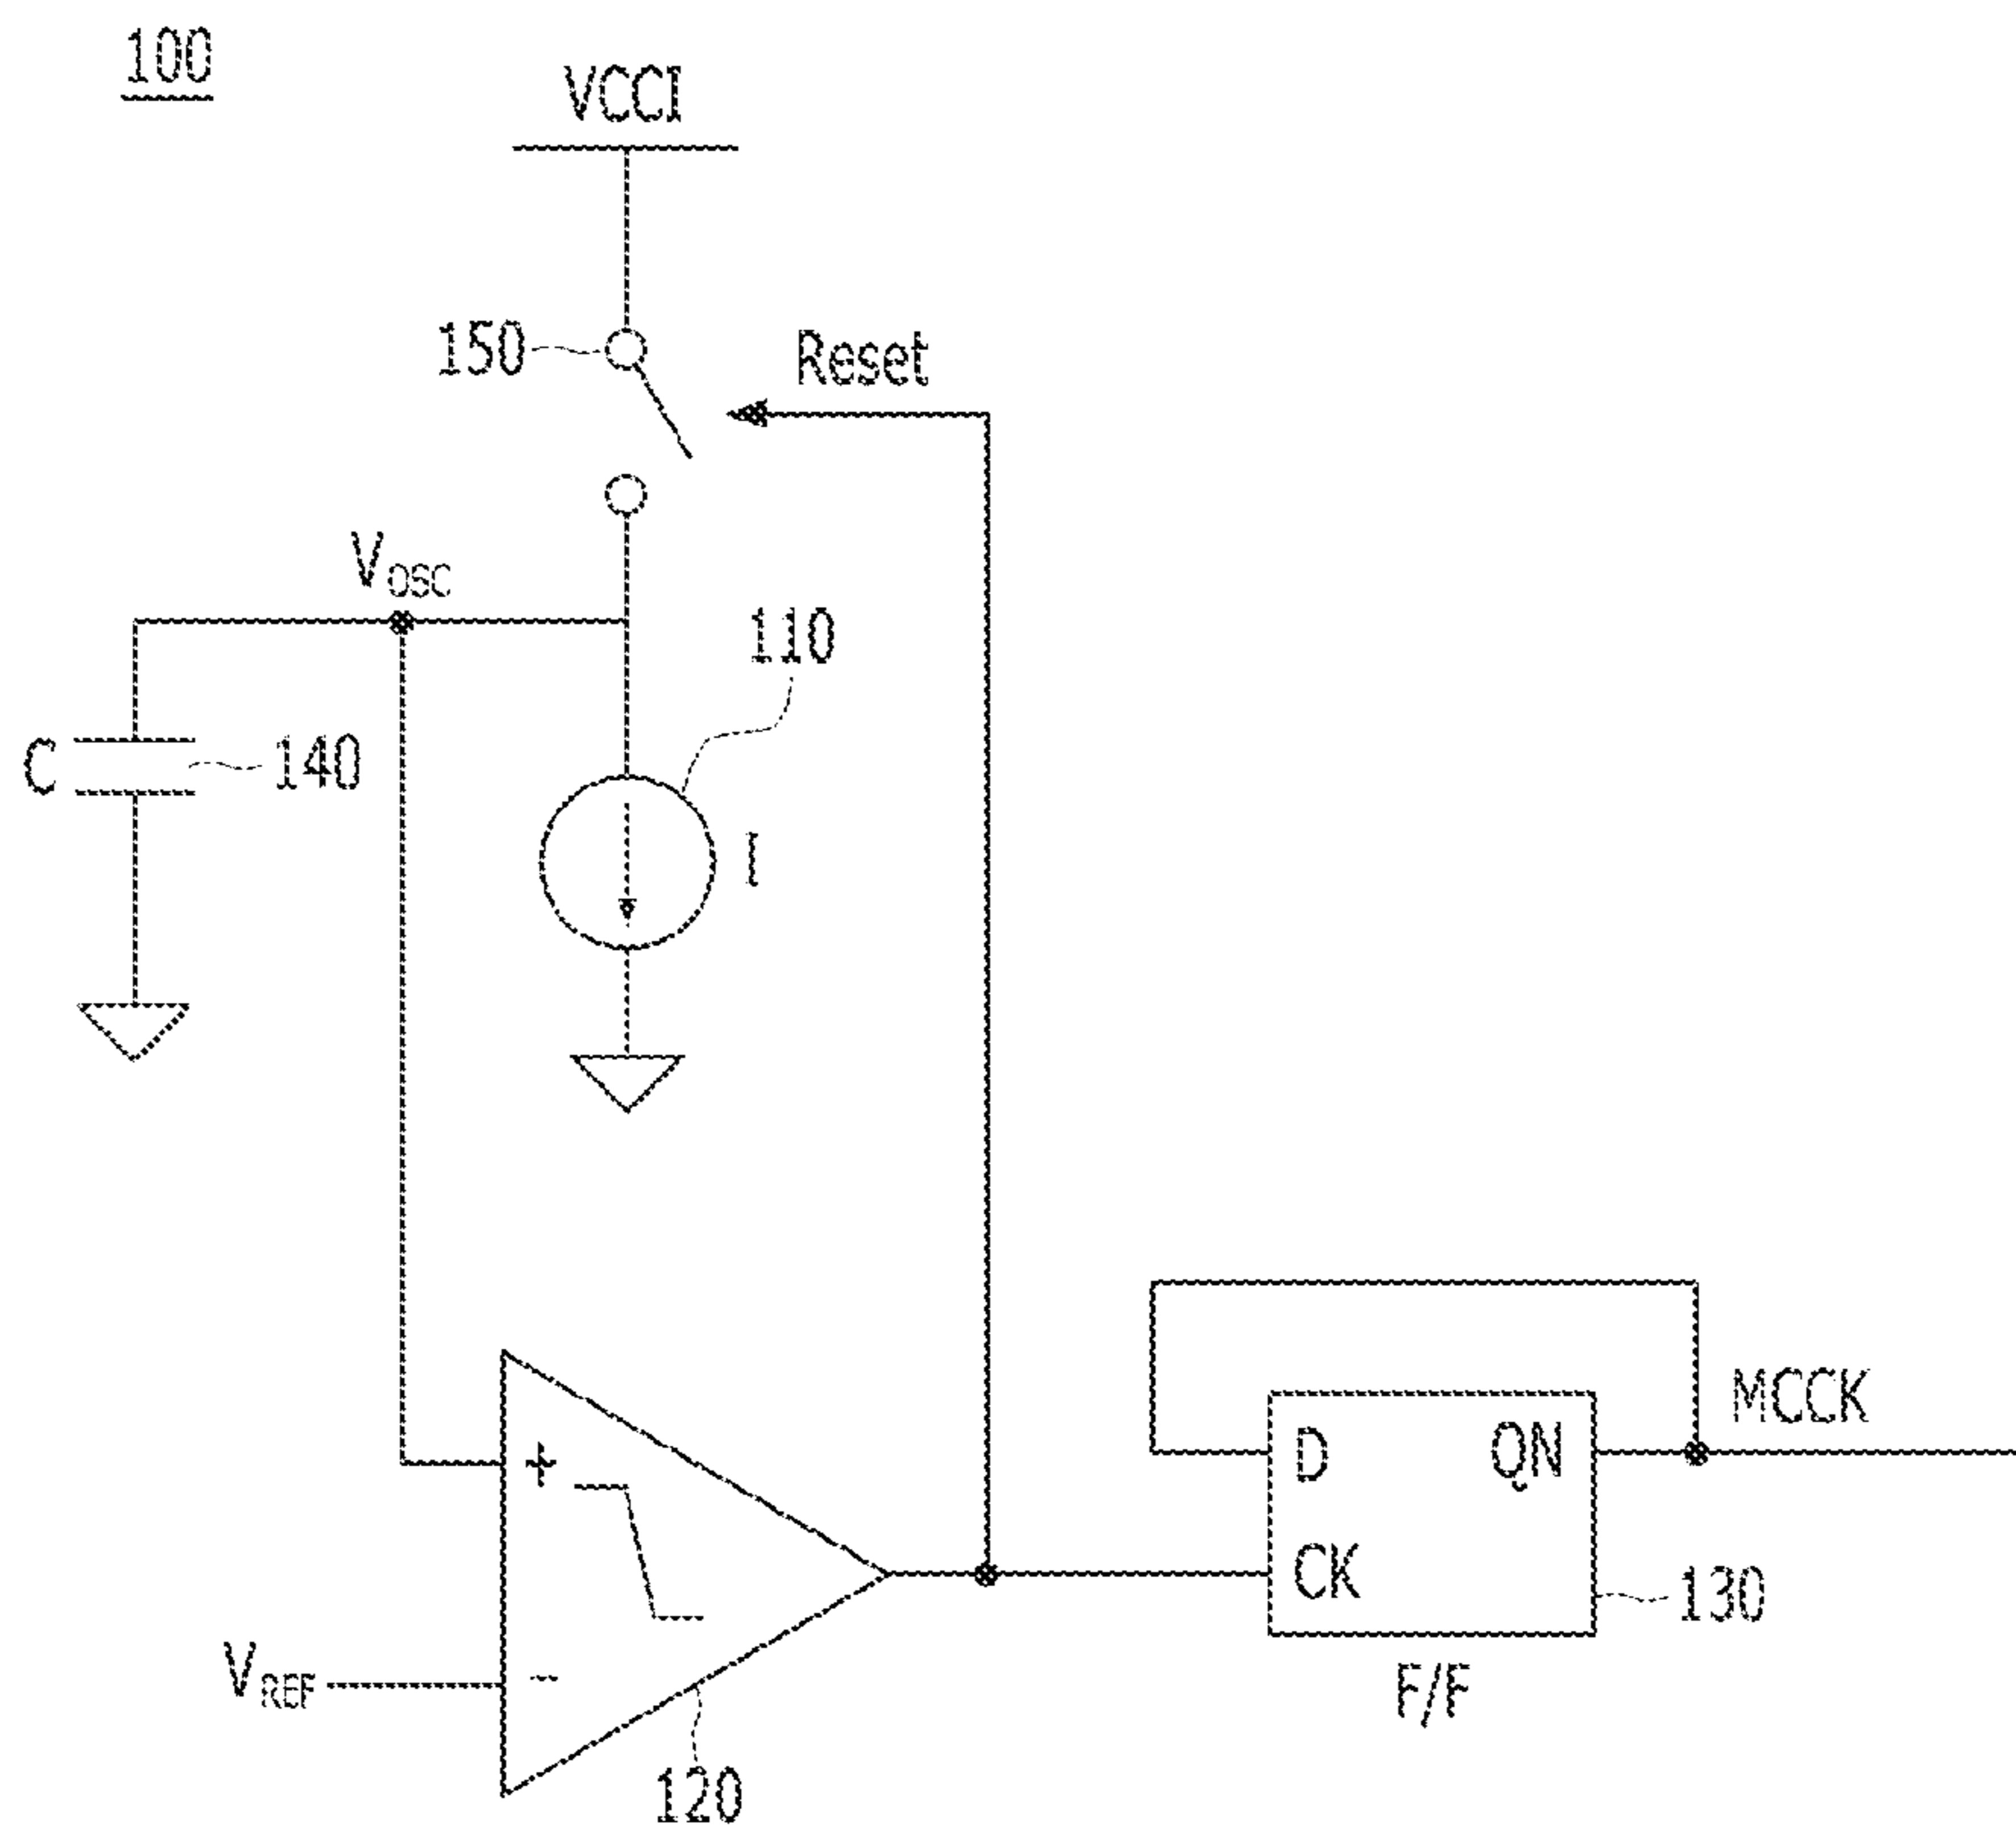 100
VCCI
150
Reset
VOSC
110
C
140
I
+
D
QN
MCCK
CK
130
VREF
-
F/F
120